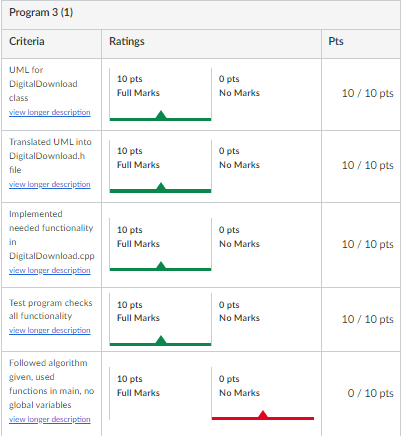 Program 3 (1)
Criteria Ratings Pts
UML for
DigitalDownload
class
view longer description
10 pts
Full Marks
0 pts
No Marks
10 / 10 pts
Translated UML into
DigitalDownload.h
file
view longer description
10 pts
Full Marks
0 pts
No Marks
10 / 10 pts
Implemented
needed functionality
in
DigitalDownload.cpp
view longer description
10 pts
Full Marks
0 pts
No Marks
10 / 10 pts
Test program checks
all functionality
view longer description
10 pts
Full Marks
0 pts
No Marks
10 / 10 pts
Followed algorithm
given, used
functions in main, no
global variables
view longer description
10 pts
Full Marks
0 pts
No Marks
0 / 10 pts